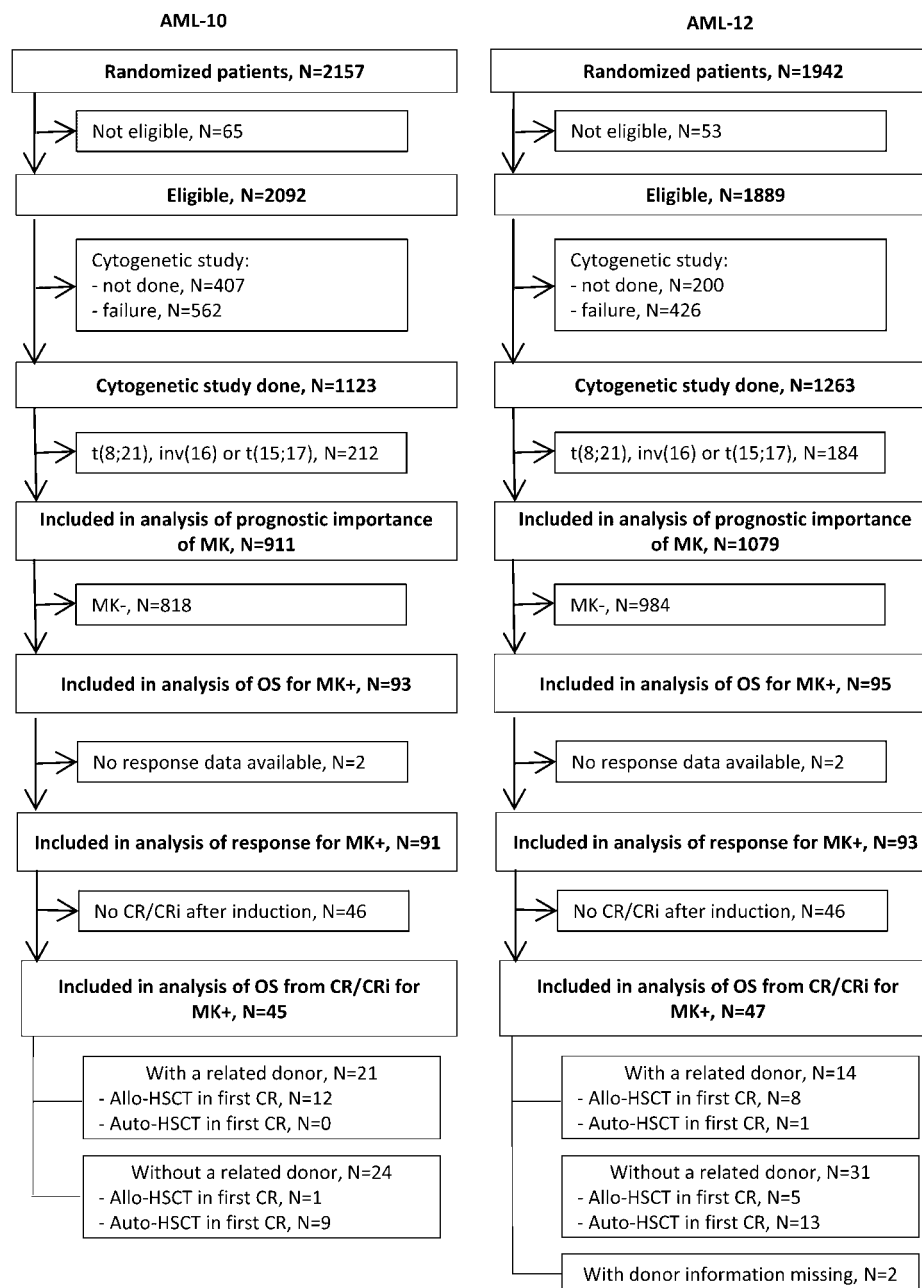 AML-10
Randomized patients, N=2157
Not eligible, N=65
Eligible, N=2092
Cytogenetic study:
- not done, N=407
- failure, N=562
Cytogenetic study done, N=1123
t(8;21), inv(16) or t(15;17), N=212
Included in analysis of prognostic importance
of MK, N=911
MK-, N=818
Included in analysis of OS for MK+, N=93
No response data available, N=2
Included in analysis of response for MK+, N=91
No CR/CRi after induction, N=46
Included in analysis of OS from CR/CRi for
MK+, N=45
With a related donor, N=21
- Allo-HSCT in first CR, N=12
- Auto-HSCT in first CR, N=0
Without a related donor, N=24
- Allo-HSCT in first CR, N=1
- Auto-HSCT in first CR, N=9
AML-12
Randomized patients, N=1942
Not eligible, N=53
Eligible, N=1889
Cytogenetic study:
- not done, N=200
- failure, N=426
Cytogenetic study done, N=1263
t(8;21), inv(16) or t(15;17), N=184
Included in analysis of prognostic importance
of MK, N=1079
MK-, N=984
Included in analysis of OS for MK+, N=95
No response data available, N=2
Included in analysis of response for MK+, N=93
No CR/CRi after induction, N=46
Included in analysis of OS from CR/CRi for
MK+, N=47
With a related donor, N=14
- Allo-HSCT in first CR, N=8
- Auto-HSCT in first CR, N=1
Without a related donor, N=31
- Allo-HSCT in first CR, N=5
- Auto-HSCT in first CR, N=13
With donor information missing, N=2